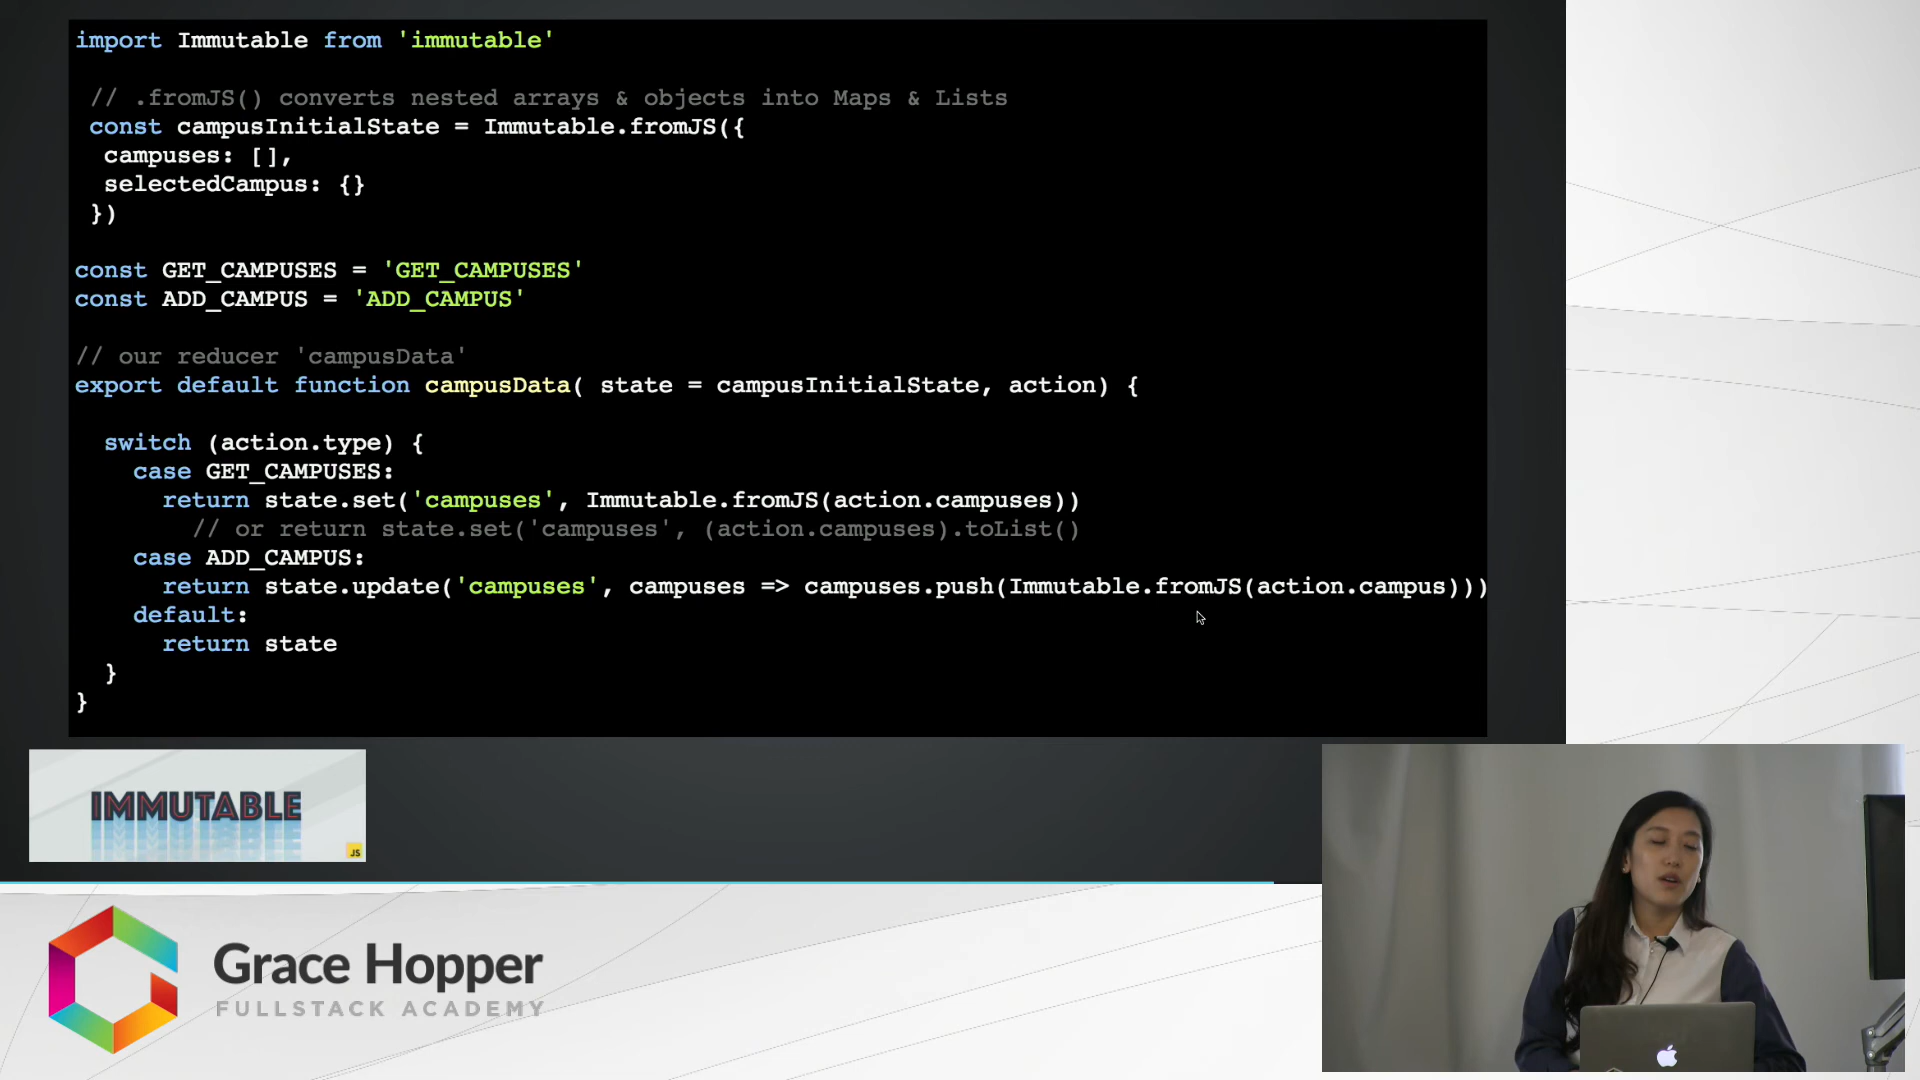 import Immutable from 'immutable'
// .fromJS() converts nested arrays & objects into Maps & Lists
const campusInitialState = Immutable.fromJS({
campuses: [],
selectedCampus: {}
})
const GET_CAMPUSES = 'GET_CAMPUSES'
const ADD_CAMPUS = 'ADD_CAMPUS'
// our reducer 'campusData'
export default function campusData( state = campusInitialState, action) {
switch (action.type) {
case GET_CAMPUSES:
return state.set('campuses', Immutable.fromJS(action.campuses))
// or return state.set('campuses', (action.campuses).toList()
case ADD_CAMPUS:
return state.update('campuses', campuses => campuses.push(Immutable.fromJS(action.campus)))
default:
return state
}
}
IMMUTABLE
JS
Grace Hopper
FULLSTACK ACADEMY